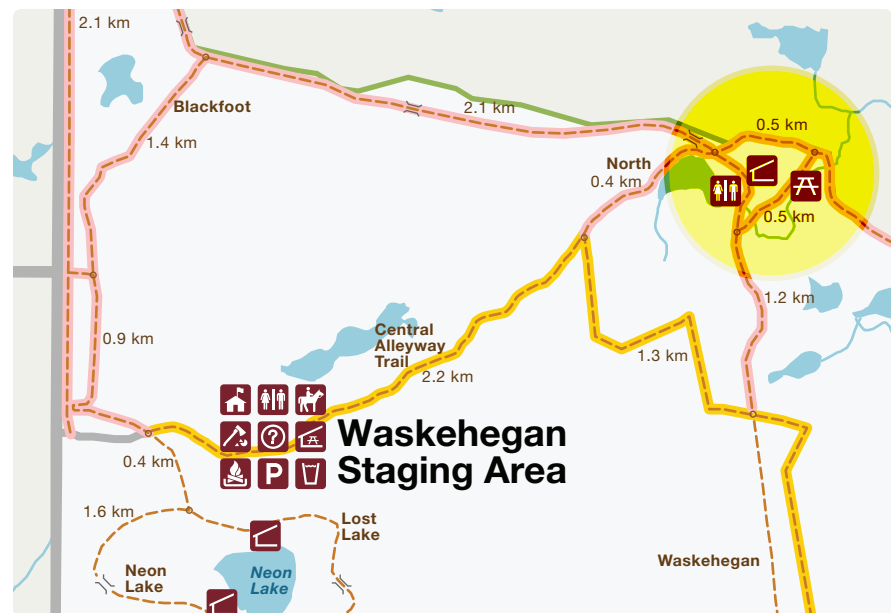 2.1 km
Blackfoot
1.4 km
2.1 km
0.5 km
North
0.4 km
0.5 km
1.2 km
0.9 km
Central
Alleyway
Trail
2.2 km
1.3 km
?
Waskehegan
0.4 km
P
Staging Area
1.6 km
Lost
Lake
Neon
Lake
Neon
Lake
Waskehegan